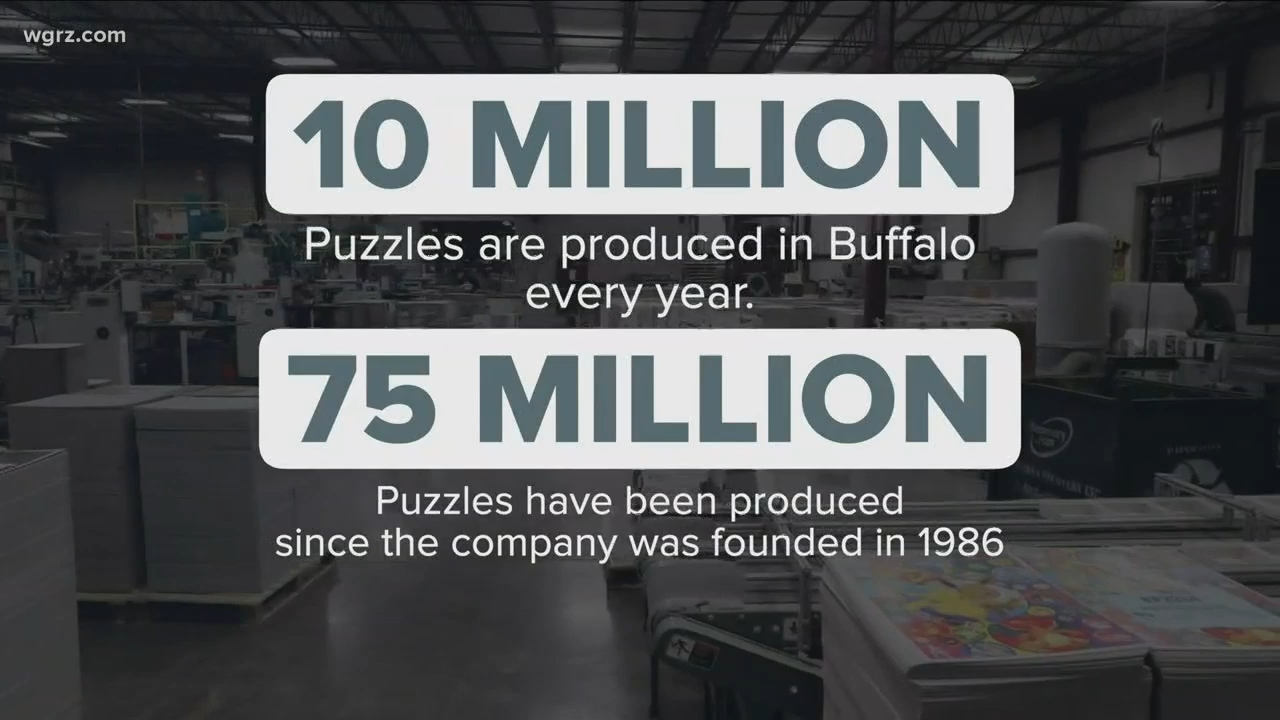 wgrz.com
10 MILLION
Puzzles are produced in Buffalo
every year.
75 MILLION
Puzzles have been produced
since the company was founded in 1986